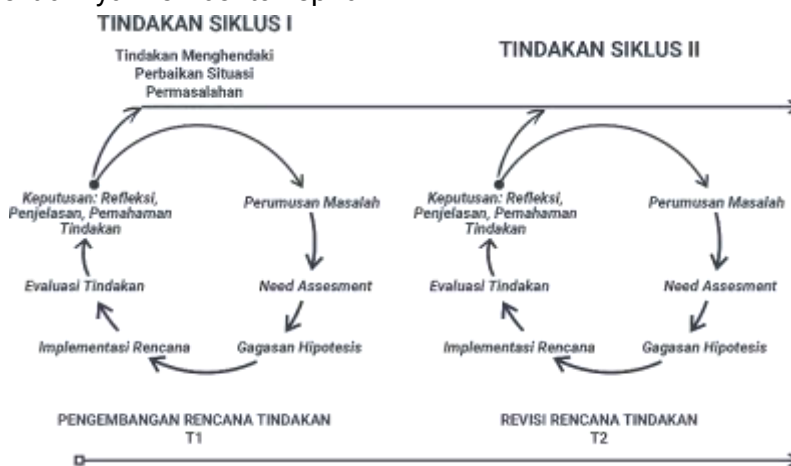 TINDAKAN SIKLUS I
Tindakan Menghendaki
Perbaikan Situasi
Permasalahan
Keputusan: Refleksi,
Penjelasan, Pemahaman
Tindakan
Perumusan Masalah
Evaluasi Tindakan
Need Assesment
Implementasi Rencana
Gagasan Hipotesis
PENGEMBANGAN RENCANA TINDAKAN
T1
TINDAKAN SIKLUS II
Keputusan: Refleksi,
Penjelasan, Pemahaman
Tindakan
Perumusan Masalah
Evaluasi Tindakan
Need Assesment
Implementasi Rencana
Gagasan Hipotesis
REVISI RENCANA TINDAKAN
T2